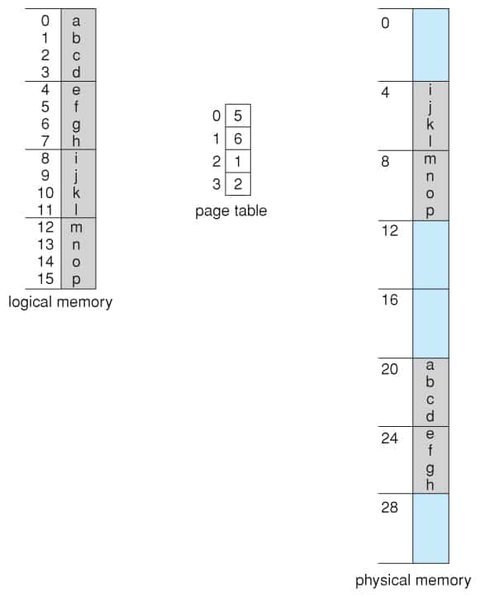 0 a
1 b
2 c
3 d
4 e
5 f
6 g
7 h
8 i
9 j
10 k
11 l
12 m
13 n
14 o
15 p
logical memory
0 5
1 6
2 1
3 2
page table
0
4 i
j
k
l
8 m
n
o
p
12
16
20 a
b
c
d
24 e
f
g
h
28
physical memory